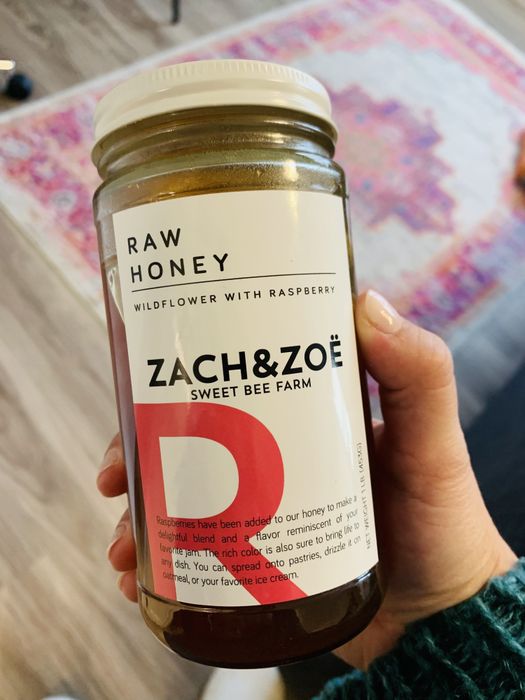 RAW
HONEY
WILDFLOWER WITH RASPBERRY
ZACH&ZOË
SWEET BEE FARM
R
Raspberries have been added to our honey to make a
delightful blend and a flavor reminiscent of your
favorite jam. The rich color is also sure to bring life to
any dish. You can spread onto pastries, drizzle it on
oatmeal, or your favorite ice cream.
NET WEIGHT 1 LB. (453G)